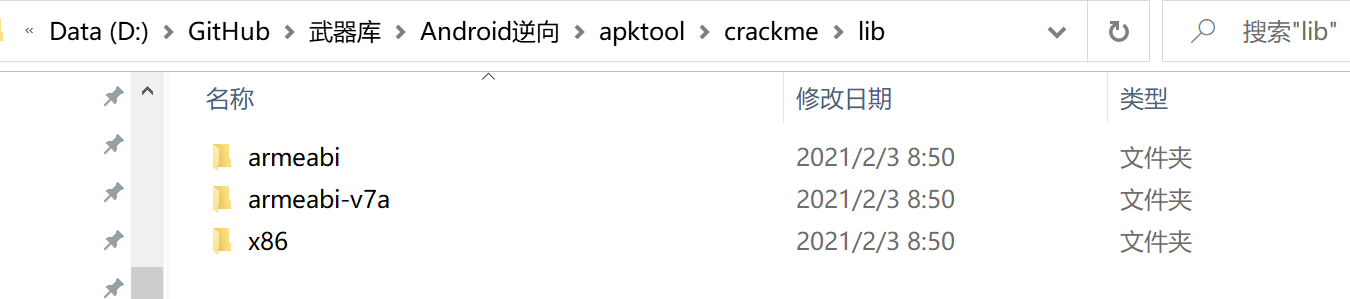 « Data (D:) > GitHub > 武器库 > Android逆向 > apktool > crackme > lib 搜索"lib"
名称 修改日期 类型
armeabi 2021/2/3 8:50 文件夹
armeabi-v7a 2021/2/3 8:50 文件夹
x86 2021/2/3 8:50 文件夹